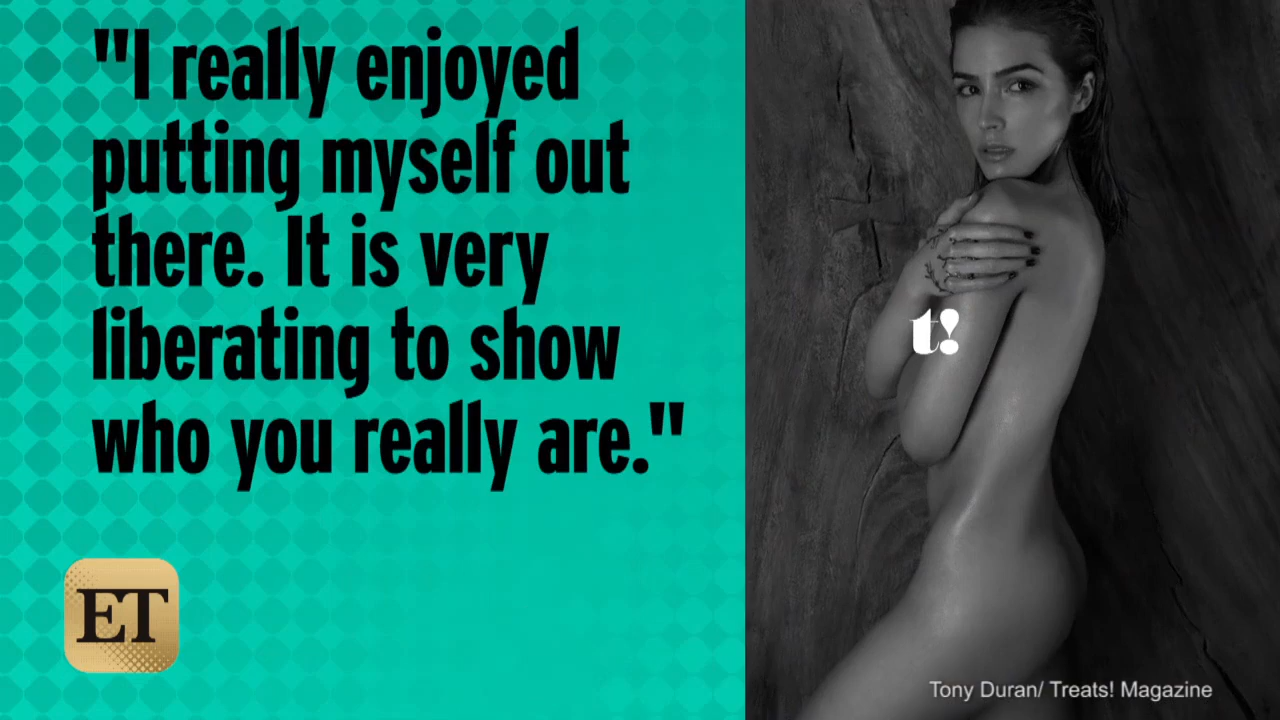 "I really enjoyed
putting myself out
there. It is very
liberating to show
who you really are."
ET
t!
Tony Duran/ Treats! Magazine